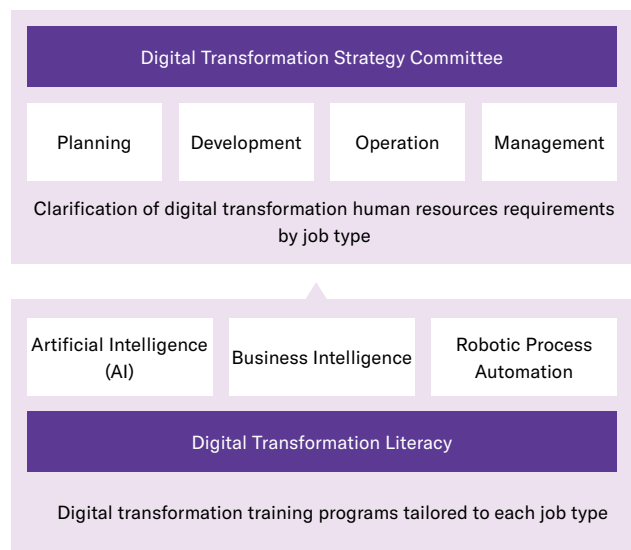 Digital Transformation Strategy Committee
Planning
Development
Operation
Management
Clarification of digital transformation human resources requirements
by job type
Artificial Intelligence
(AI)
Business Intelligence
Robotic Process
Automation
Digital Transformation Literacy
Digital transformation training programs tailored to each job type